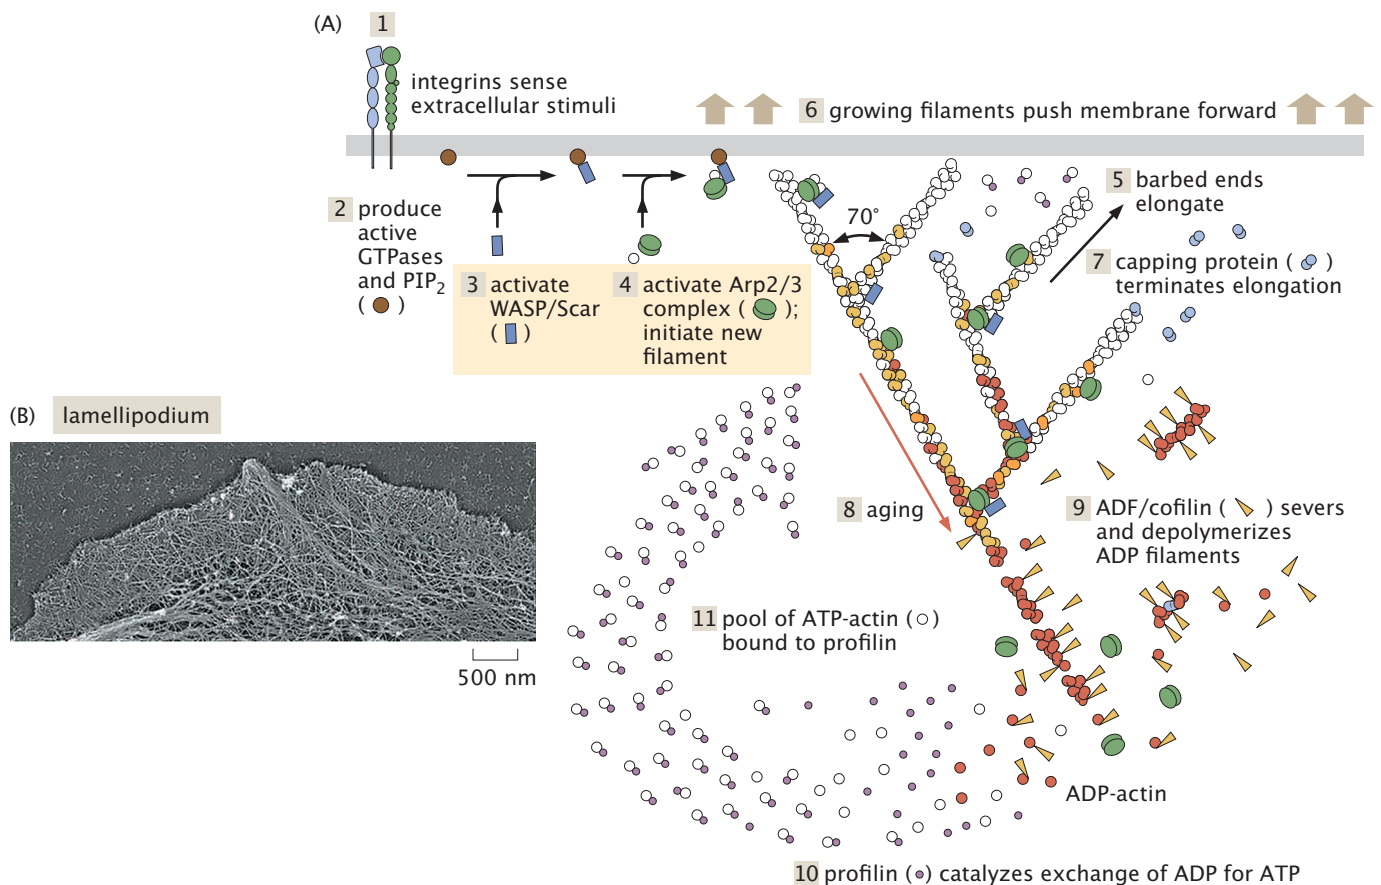 (A)
1
integrins sense
extracellular stimuli
6 growing filaments push membrane forward
2 produce
active
GTPases
and PIP2
( )
3 activate
WASP/Scar
( )
4 activate Arp2/3
complex ( );
initiate new
filament
70°
5 barbed ends
elongate
7 capping protein ( )
terminates elongation
(B) lamellipodium
500 nm
8 aging
9 ADF/cofilin ( ) severs
and depolymerizes
ADP filaments
11 pool of ATP-actin ( )
bound to profilin
ADP-actin
10 profilin ( ) catalyzes exchange of ADP for ATP